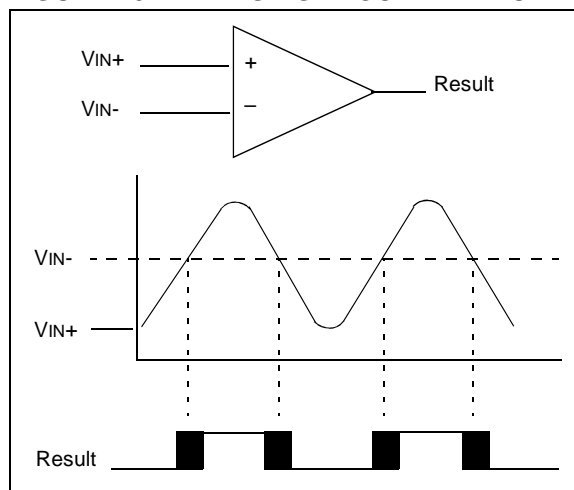 VIN+
+
Result
VIN-
–
VIN-
VIN+
Result